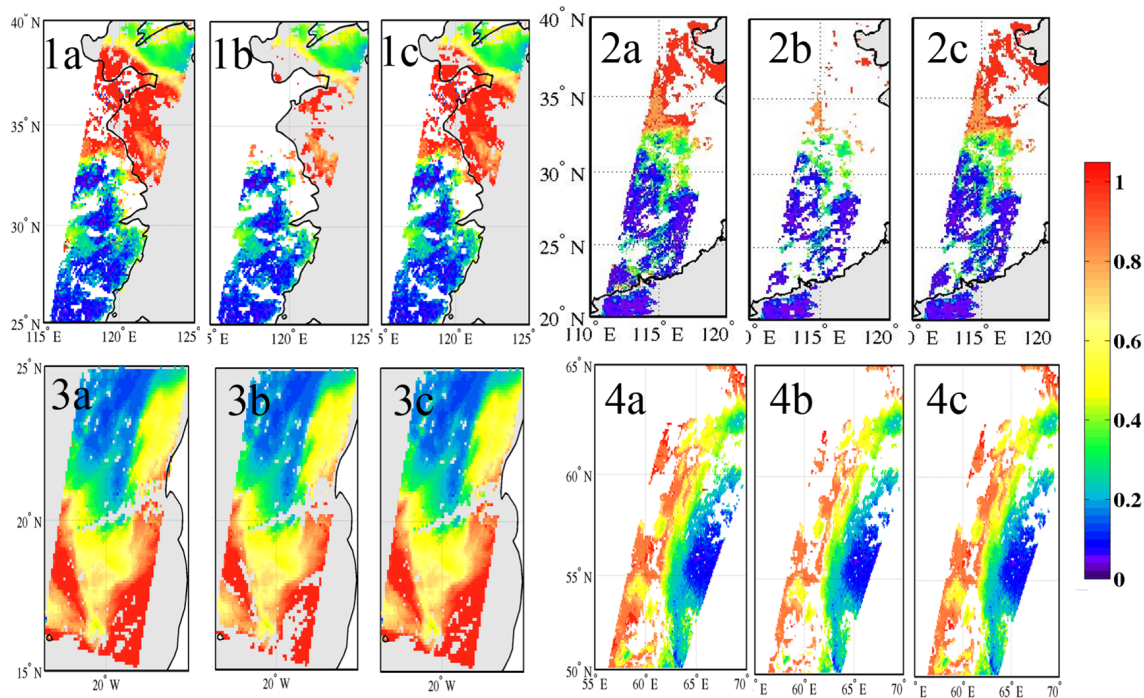 40° N
35° N
30° N
25° N
1a
1b
1c
115° E
120° E
125°
5° E
120° E
125°
5° E
120° E
125° E
40° N
35° N
30° N
25° N
20° N
2a
2b
2c
110° E
115° E
120°
0° E
115° E
120°
0° E
115° E
120°
25° N
20° N
15° N
3a
3b
3c
20° W
20° W
20° W
65° N
60° N
55° N
50° N
4a
4b
4c
55° E
60° E
65° E
70°
60° E
65° E
70°
60° E
65° E
70° E
1
0.8
0.6
0.4
0.2
0